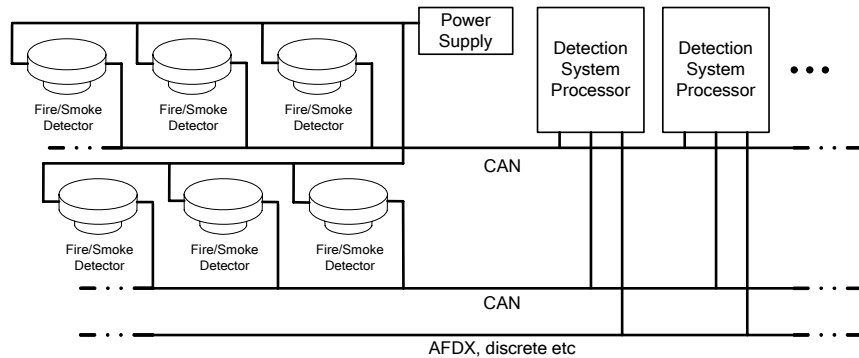 Power
Supply
Detection
System
Processor
Detection
System
Processor
Fire/Smoke
Detector
Fire/Smoke
Detector
Fire/Smoke
Detector
CAN
Fire/Smoke
Detector
Fire/Smoke
Detector
Fire/Smoke
Detector
CAN
AFDX, discrete etc